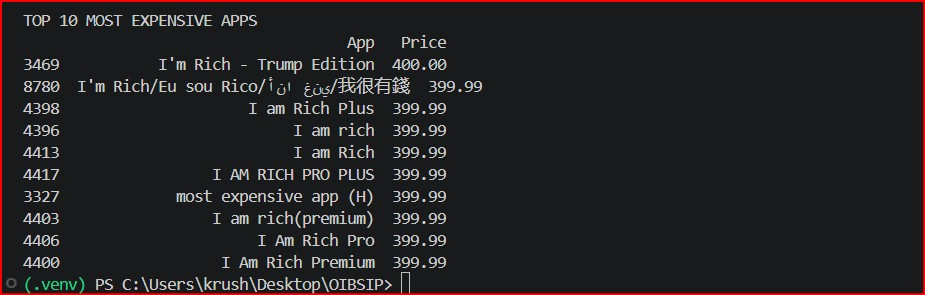 TOP 10 MOST EXPENSIVE APPS
App Price
3469 I'm Rich - Trump Edition 400.00
8780 I'm Rich/Eu sou Rico/أنا غني/我很有錢 399.99
4398 I am Rich Plus 399.99
4396 I am rich 399.99
4413 I am Rich 399.99
4417 I AM RICH PRO PLUS 399.99
3327 most expensive app (H) 399.99
4403 I am rich(premium) 399.99
4406 I Am Rich Pro 399.99
4400 I Am Rich Premium 399.99
(.venv) PS C:\Users\krush\Desktop\OIBSIP>